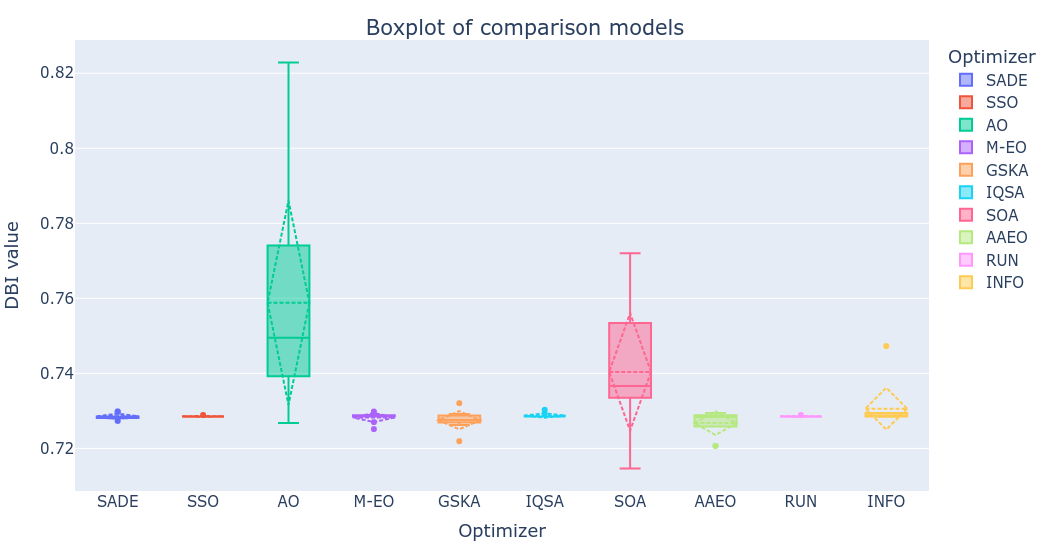 Boxplot of comparison models
DBI value
0.82
0.8
0.78
0.76
0.74
0.72
SADE
SSO
AO
M-EO
GSKA
IQSA
SOA
AAEO
RUN
INFO
Optimizer
Optimizer
SADE
SSO
AO
M-EO
GSKA
IQSA
SOA
AAEO
RUN
INFO